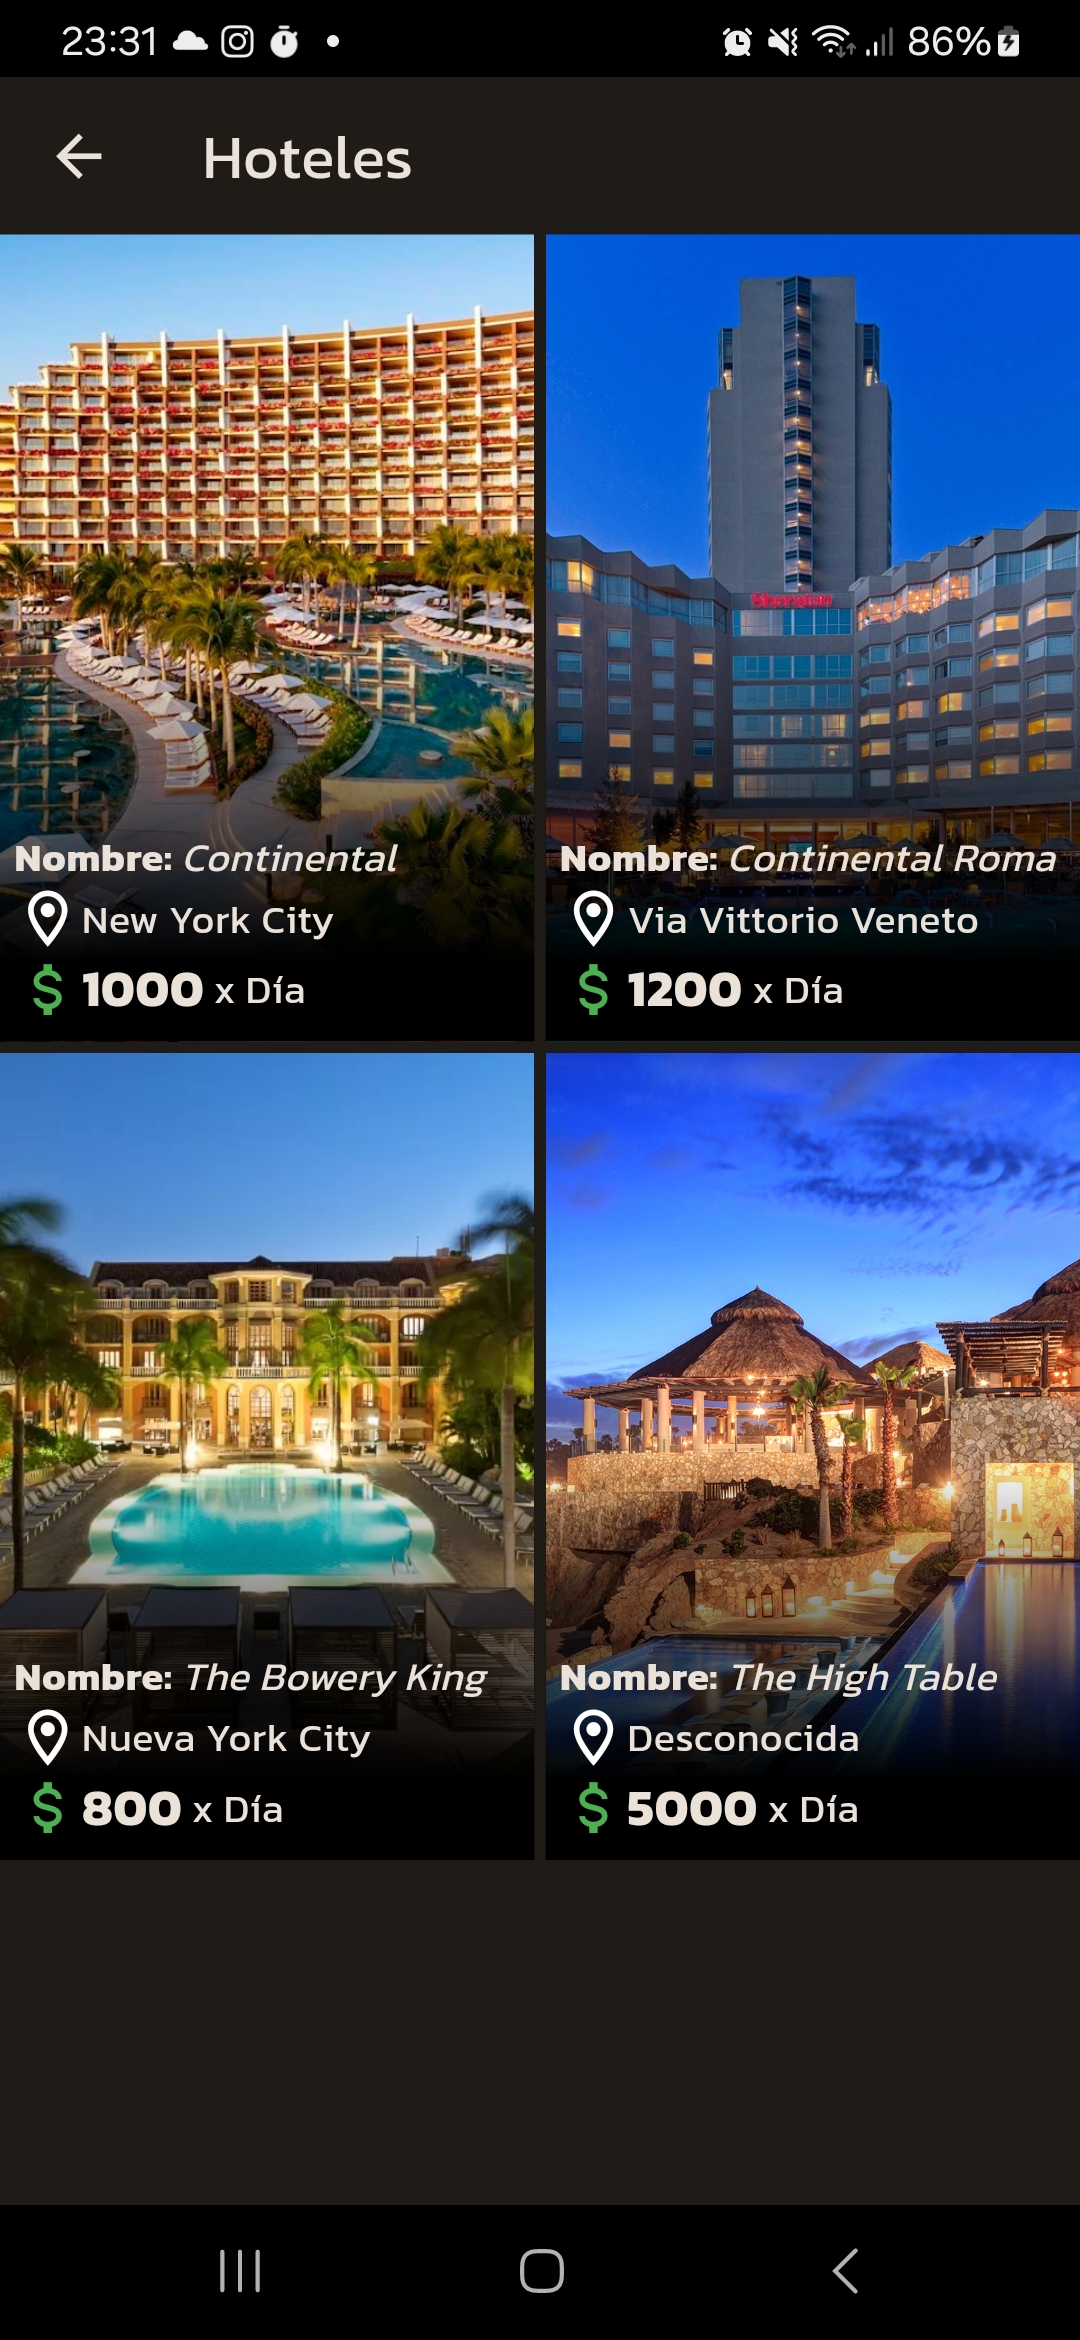 23:31
86%
Hoteles
Nombre: Continental
New York City
$ 1000 x Día
Sheraton
Nombre: Continental Roma
Via Vittorio Veneto
$ 1200 x Día
Nombre: The Bowery King
Nueva York City
$ 800 x Día
Nombre: The High Table
Desconocida
$ 5000 x Día